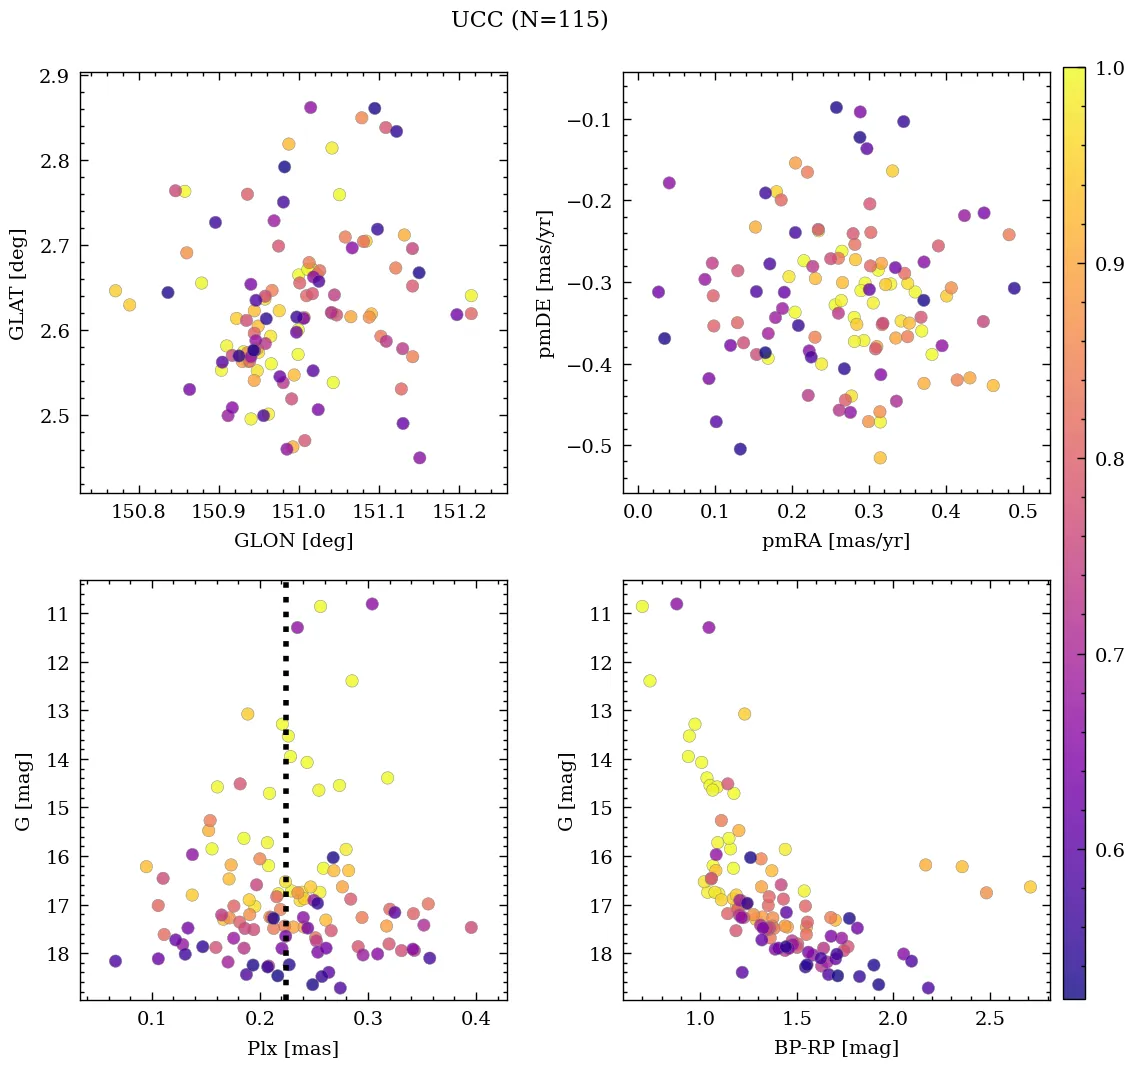 UCC (N=115)
2.9
2.8
2.7
2.6
2.5
GLAT [deg]
150.8 150.9 151.0 151.1 151.2
GLON [deg]
−0.1
−0.2
−0.3
−0.4
−0.5
pmDE [mas/yr]
0.0 0.1 0.2 0.3 0.4 0.5
pmRA [mas/yr]
11
12
13
14
15
16
17
18
G [mag]
0.1 0.2 0.3 0.4
Plx [mas]
11
12
13
14
15
16
17
18
G [mag]
1.0 1.5 2.0 2.5
BP-RP [mag]
1.0
0.9
0.8
0.7
0.6